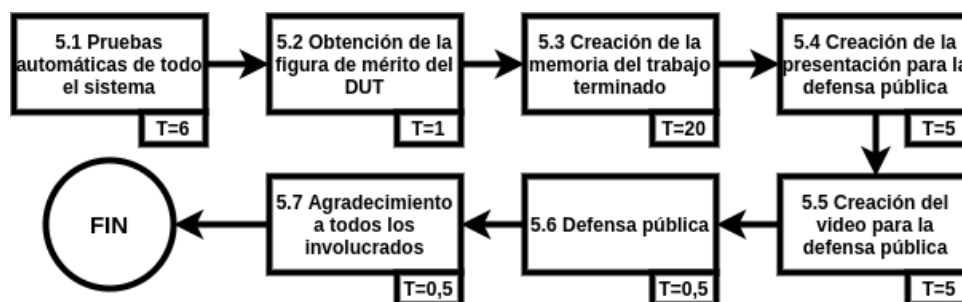 5.1 Pruebas
automáticas de todo
el sistema
T=6
5.2 Obtención de la
figura de mérito del
DUT
T=1
5.3 Creación de la
memoria del trabajo
terminado
T=20
5.4 Creación de la
presentación para la
defensa pública
T=5
5.5 Creación del
video para la
defensa pública
T=5
5.6 Defensa pública
T=0,5
5.7 Agradecimiento
a todos los
involucrados
T=0,5
FIN